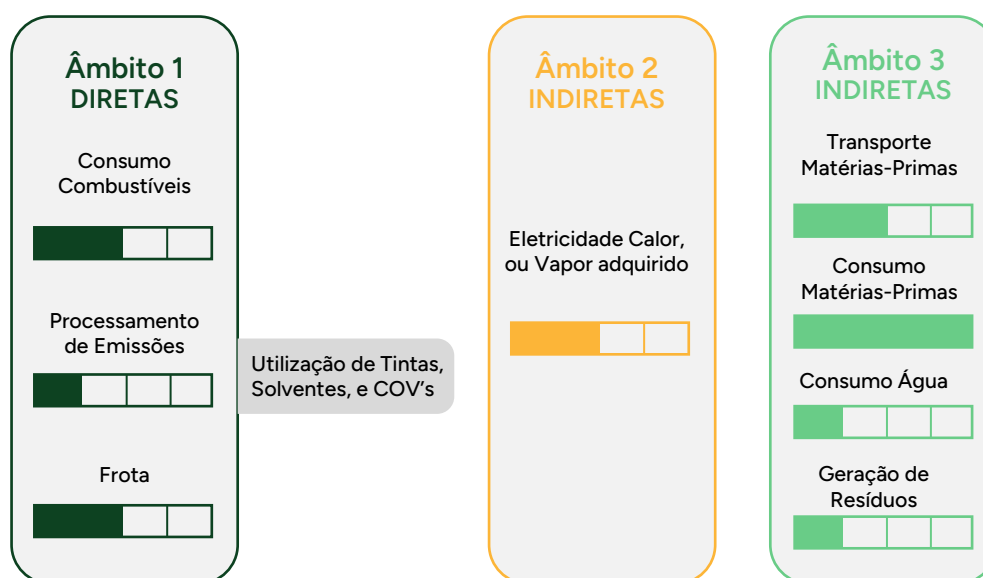 Âmbito 1
DIRETAS
Consumo
Combustíveis
Processamento
de Emissões
Utilização de Tintas,
Solventes, e COV's
Frota
Âmbito 2
INDIRETAS
Eletricidade Calor,
ou Vapor adquirido
Âmbito 3
INDIRETAS
Transporte
Matérias-Primas
Consumo
Matérias-Primas
Consumo Água
Geração de
Resíduos